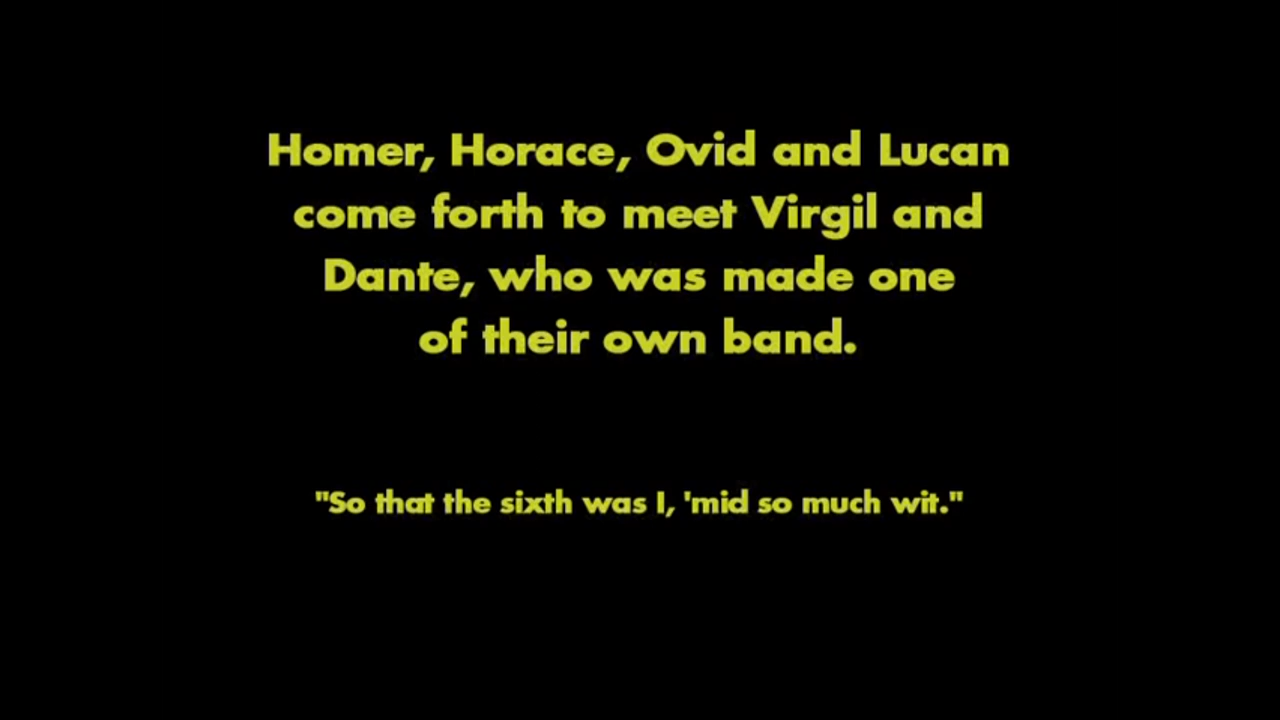 Homer, Horace, Ovid and Lucan
come forth to meet Virgil and
Dante, who was made one
of their own band.
"So that the sixth was I, 'mid so much wit."